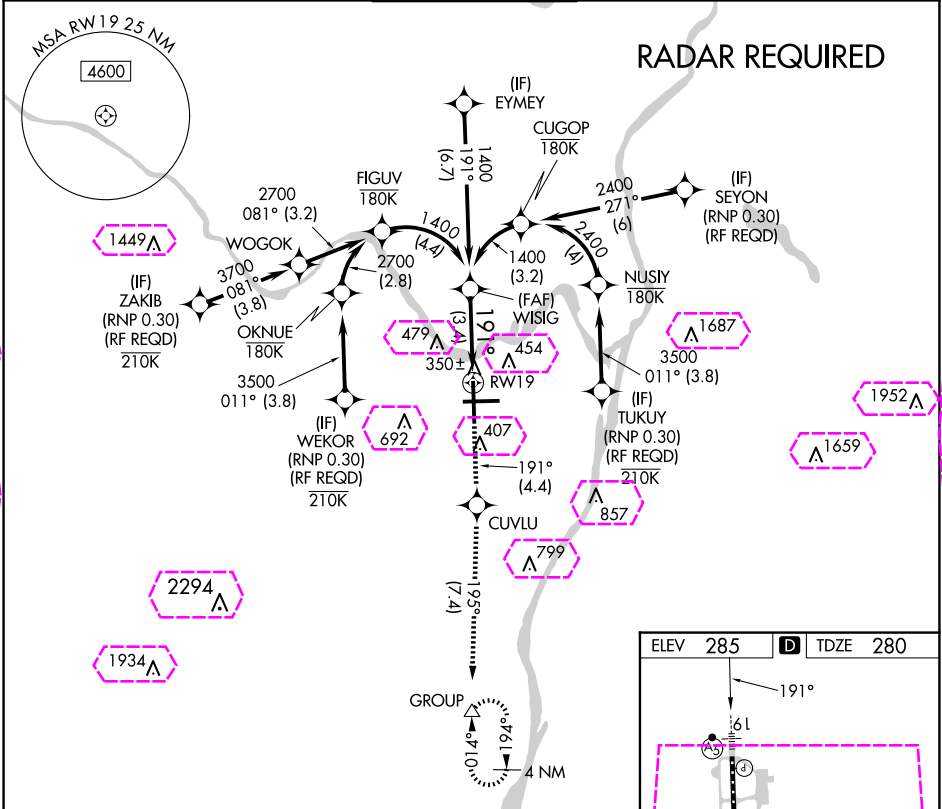 MSA RW19 25 NM
4600
RADAR REQUIRED
(IF)
EYMEY
1400
191°
(6.7)
CUGOP
180K
FIGUV
180K
2700
081° (3.2)
1400
(4.4)
2400
271°
(6)
(IF)
SEYON
(RNP 0.30)
(RF REQD)
1449
WOGOK
3700
081°
(3.8)
2700
(2.8)
1400
(3.2)
2400
(4)
NUSIY
180K
(IF)
ZAKIB
(RNP 0.30)
(RF REQD)
210K
OKNUE
180K
(FAF)
WISIG
191°
(3.4)
479
350±
454
RW19
1687
3500
011° (3.8)
3500
011° (3.8)
1952
(IF)
WEKOR
(RNP 0.30)
(RF REQD)
210K
692
407
(IF)
TUKUY
(RNP 0.30)
(RF REQD)
210K
1659
191°
(4.4)
857
CUVLU
799
195°
(7.4)
2294
1934
GROUP
014°
194°
4 NM
ELEV 285
D
TDZE 280
191°
19
A5
P